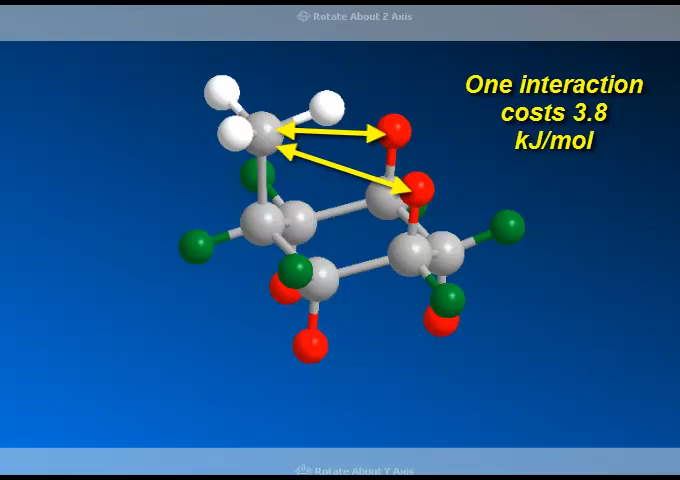 Rotate About Z Axis
One interaction
costs 3.8
kJ/mol
Rotate About Y Axis